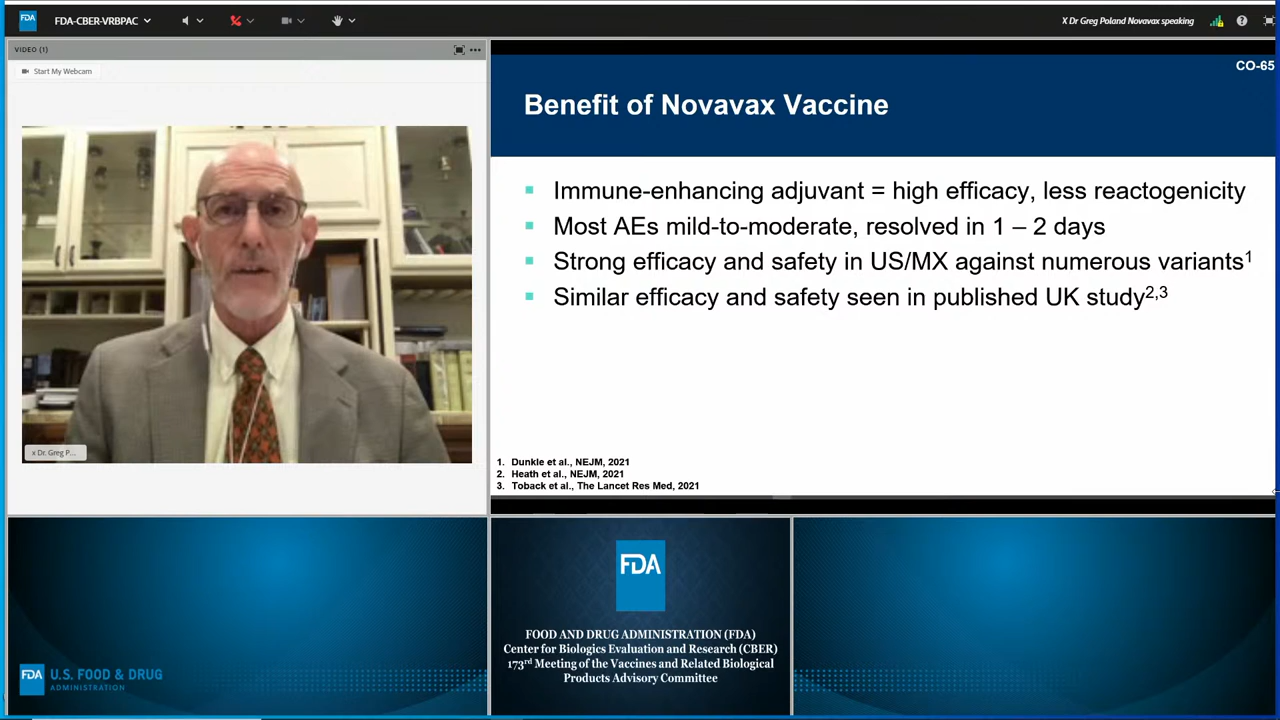 FDA
FDA-CBER-VRBPAC
X Dr Greg Poland Novavax speaking
VIDEO (1)
Start My Webcam
x Dr. Greg P...
CO-65
Benefit of Novavax Vaccine
Immune-enhancing adjuvant = high efficacy, less reactogenicity
Most AEs mild-to-moderate, resolved in 1 – 2 days
Strong efficacy and safety in US/MX against numerous variants1
Similar efficacy and safety seen in published UK study2,3
1. Dunkle et al., NEJM, 2021
2. Heath et al., NEJM, 2021
3. Toback et al., The Lancet Res Med, 2021
FDA
FOOD AND DRUG ADMINISTRATION (FDA)
Center for Biologics Evaluation and Research (CBER)
173rd Meeting of the Vaccines and Related Biological
Products Advisory Committee
FDA U.S. FOOD & DRUG
ADMINISTRATION